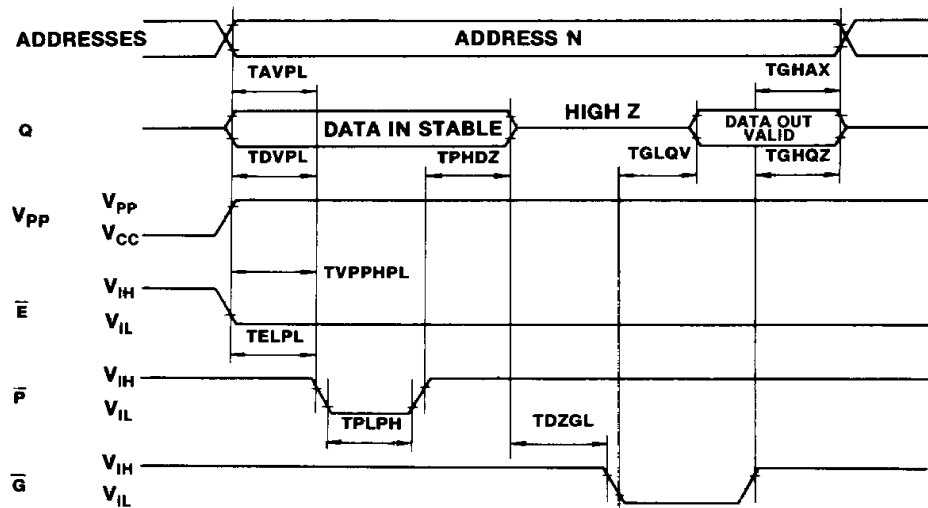 ADDRESSES
ADDRESS N
TAVPL
TGHAX
Q
DATA IN STABLE
HIGH Z
DATA OUT
VALID
TDVPL
TPHDZ
TGLQV
TGHQZ
VPP
VPP
VCC
TVPPHPL
E̅
VIH
VIL
TELPL
P̅
VIH
VIL
TPLPH
TDZGL
G̅
VIH
VIL